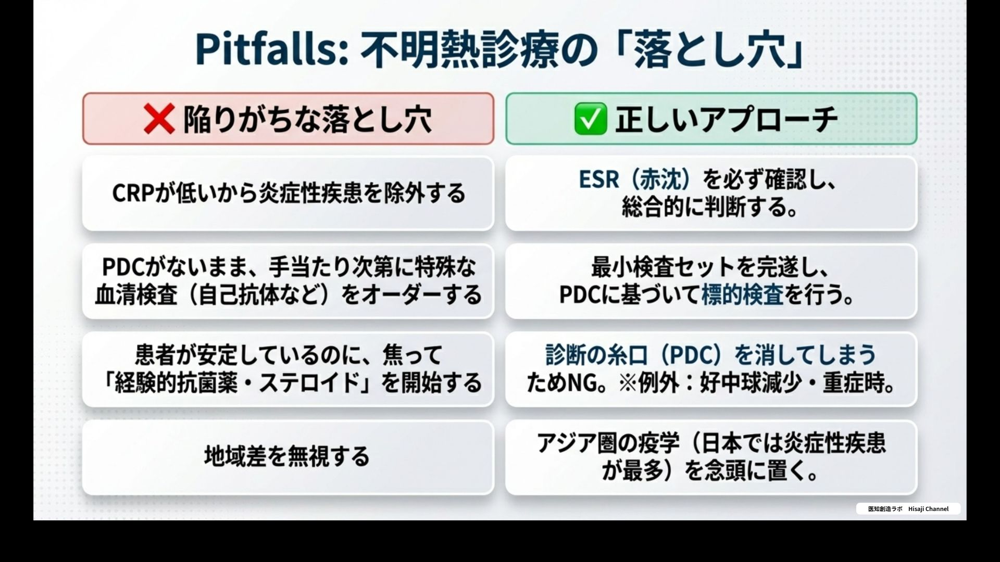 Pitfalls: 不明熱診療の「落とし穴」
❌ 陥りがちな落とし穴
✅ 正しいアプローチ
CRPが低いから炎症性疾患を除外する
ESR（赤沈）を必ず確認し、
総合的に判断する。
PDCがないまま、手当たり次第に特殊な
血清検査（自己抗体など）をオーダーする
最小検査セットを完遂し、
PDCに基づいて標的検査を行う。
患者が安定しているのに、焦って
「経験的抗菌薬・ステロイド」を開始する
診断の糸口（PDC）を消してしまう
ためNG。※例外：好中球減少・重症時。
地域差を無視する
アジア圏の疫学（日本では炎症性疾患
が最多）を念頭に置く。
医知創造ラボ Hisaji Channel